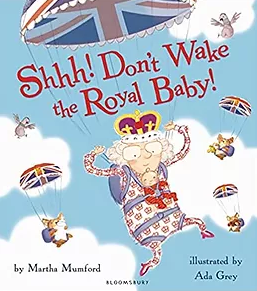 Shhh! Don't Wake
the Royal Baby!
by Martha Mumford
illustrated by
Ada Grey
BLOOMSBURY